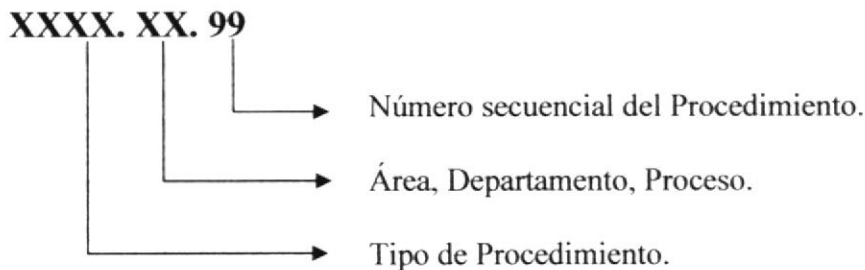 XXXX. XX. 99
Número secuencial del Procedimiento.
Área, Departamento, Proceso.
Tipo de Procedimiento.